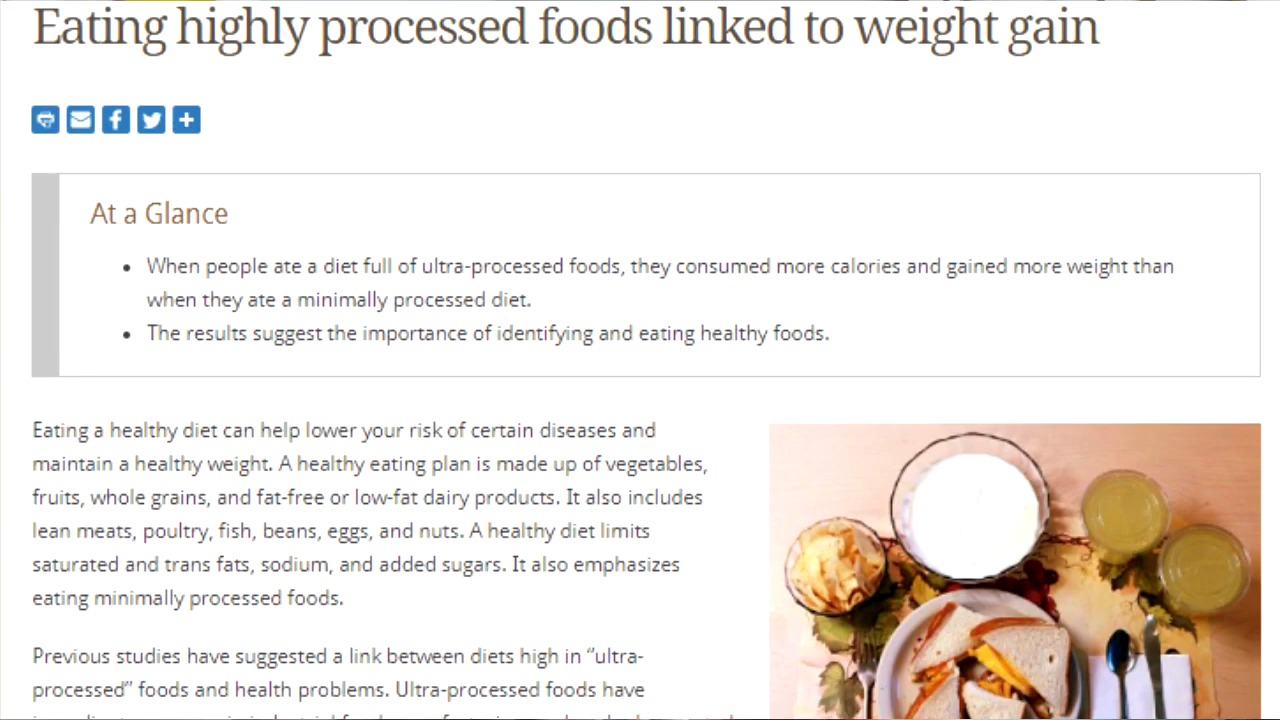 Eating highly processed foods linked to weight gain
At a Glance
• When people ate a diet full of ultra-processed foods, they consumed more calories and gained more weight than
when they ate a minimally processed diet.
• The results suggest the importance of identifying and eating healthy foods.
Eating a healthy diet can help lower your risk of certain diseases and
maintain a healthy weight. A healthy eating plan is made up of vegetables,
fruits, whole grains, and fat-free or low-fat dairy products. It also includes
lean meats, poultry, fish, beans, eggs, and nuts. A healthy diet limits
saturated and trans fats, sodium, and added sugars. It also emphasizes
eating minimally processed foods.
Previous studies have suggested a link between diets high in “ultra-
processed” foods and health problems. Ultra-processed foods have